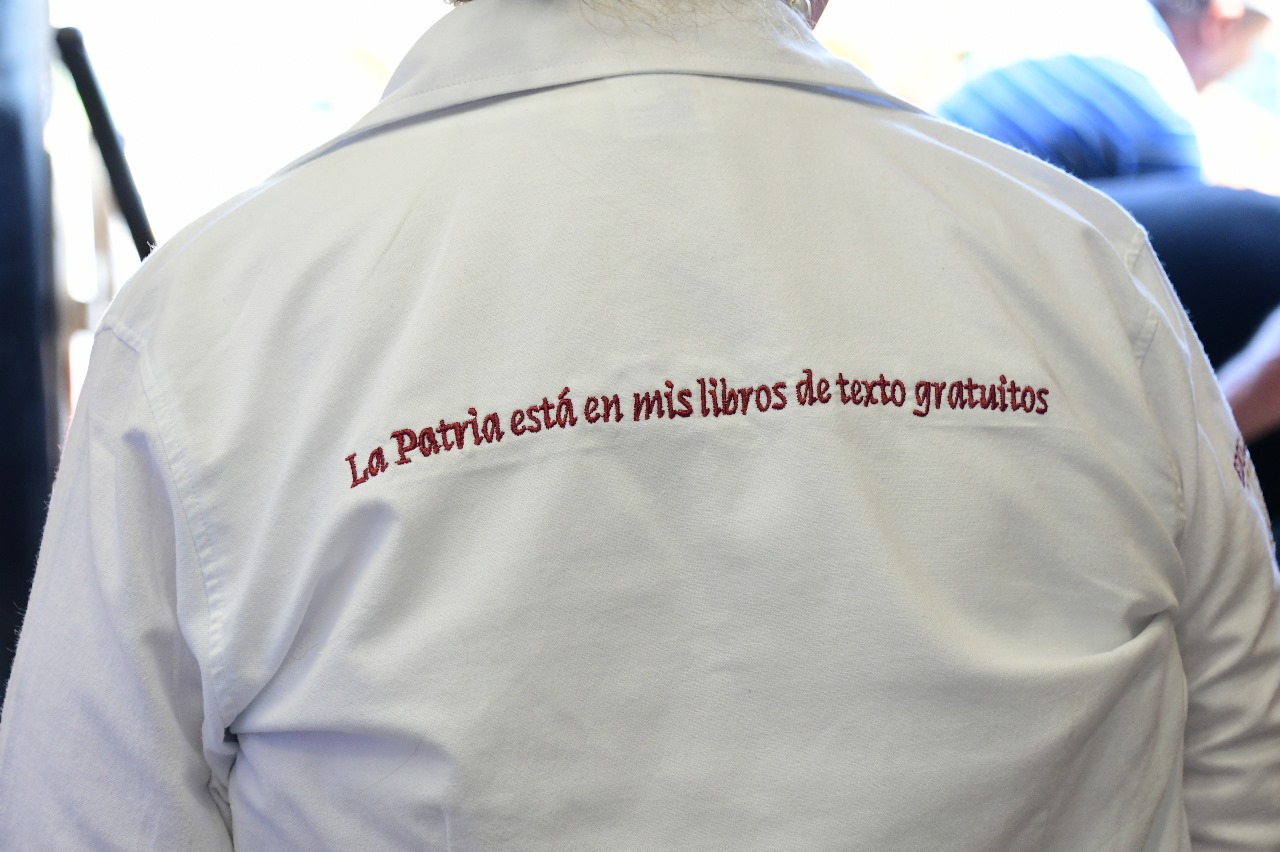 La Patria está en mis libros de texto gratuitos